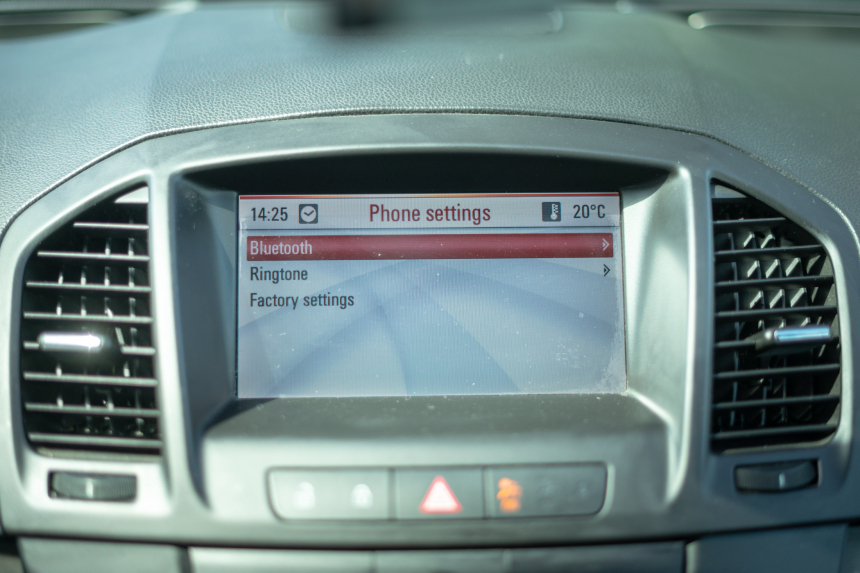 14:25 Phone settings 20°C
Bluetooth
Ringtone
Factory settings